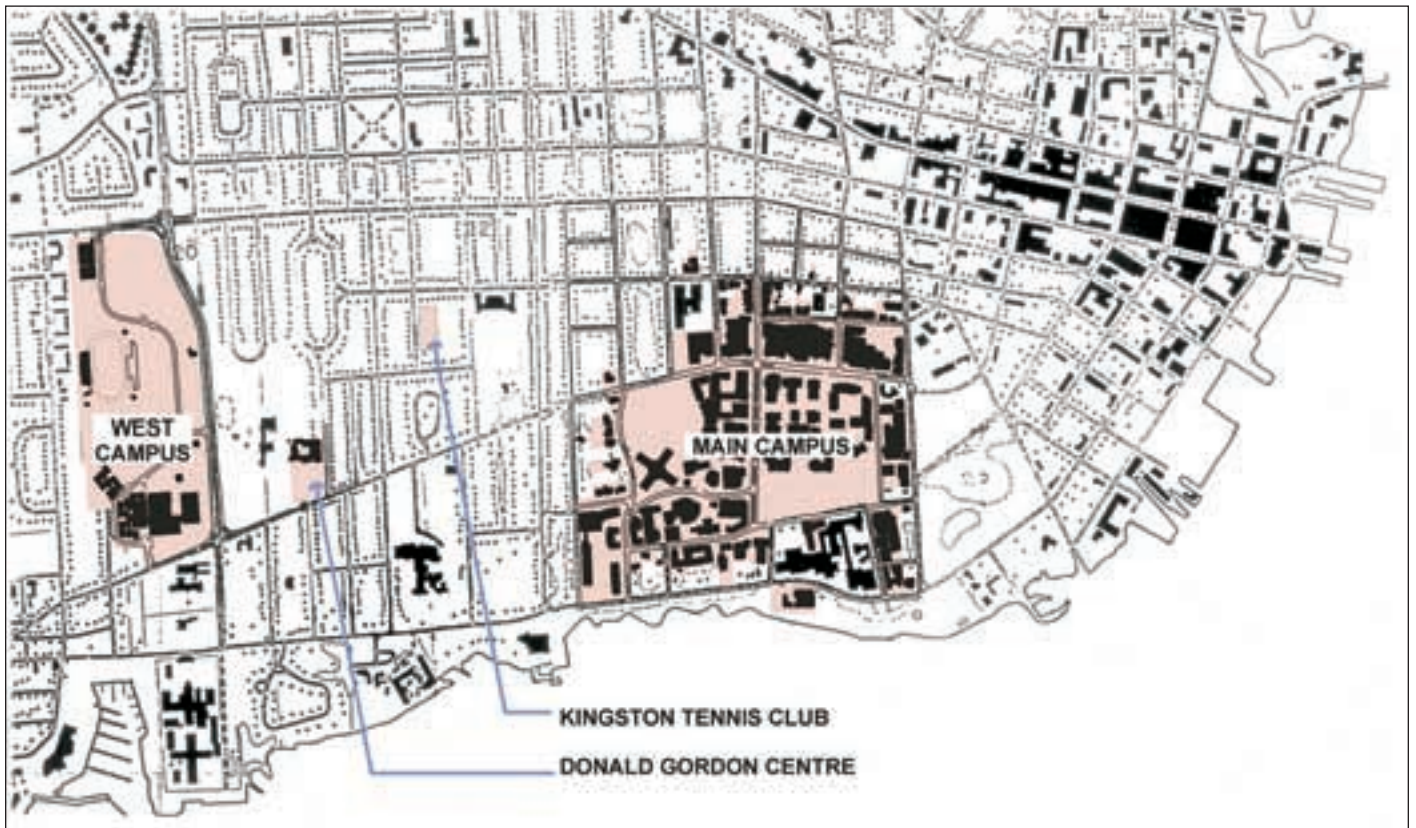 WEST
CAMPUS
MAIN CAMPUS
KINGSTON TENNIS CLUB
DONALD GORDON CENTRE